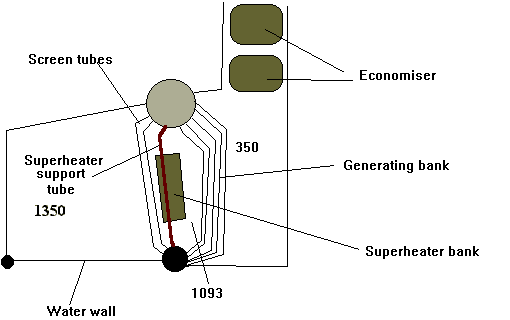 Screen tubes
Economiser
350
Superheater
support
tube
Generating bank
1350
Superheater bank
1093
Water wall